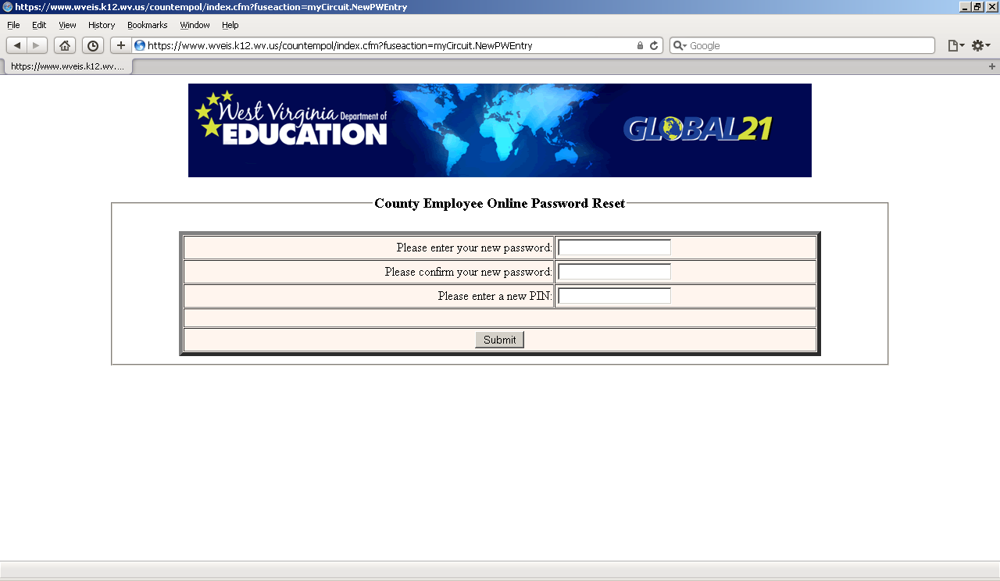 https://www.wveis.k12.wv.us/countempol/index.cfm?fuseaction=myCircuit.NewPWEntry
File Edit View History Bookmarks Window Help
https://www.wveis.k12.wv.us/countempol/index.cfm?fuseaction=myCircuit.NewPWEntry
Google
https://www.wveis.k12.wv....
West Virginia Department of
EDUCATION
GLOBAL21
County Employee Online Password Reset
Please enter your new password:
Please confirm your new password:
Please enter a new PIN:
Submit